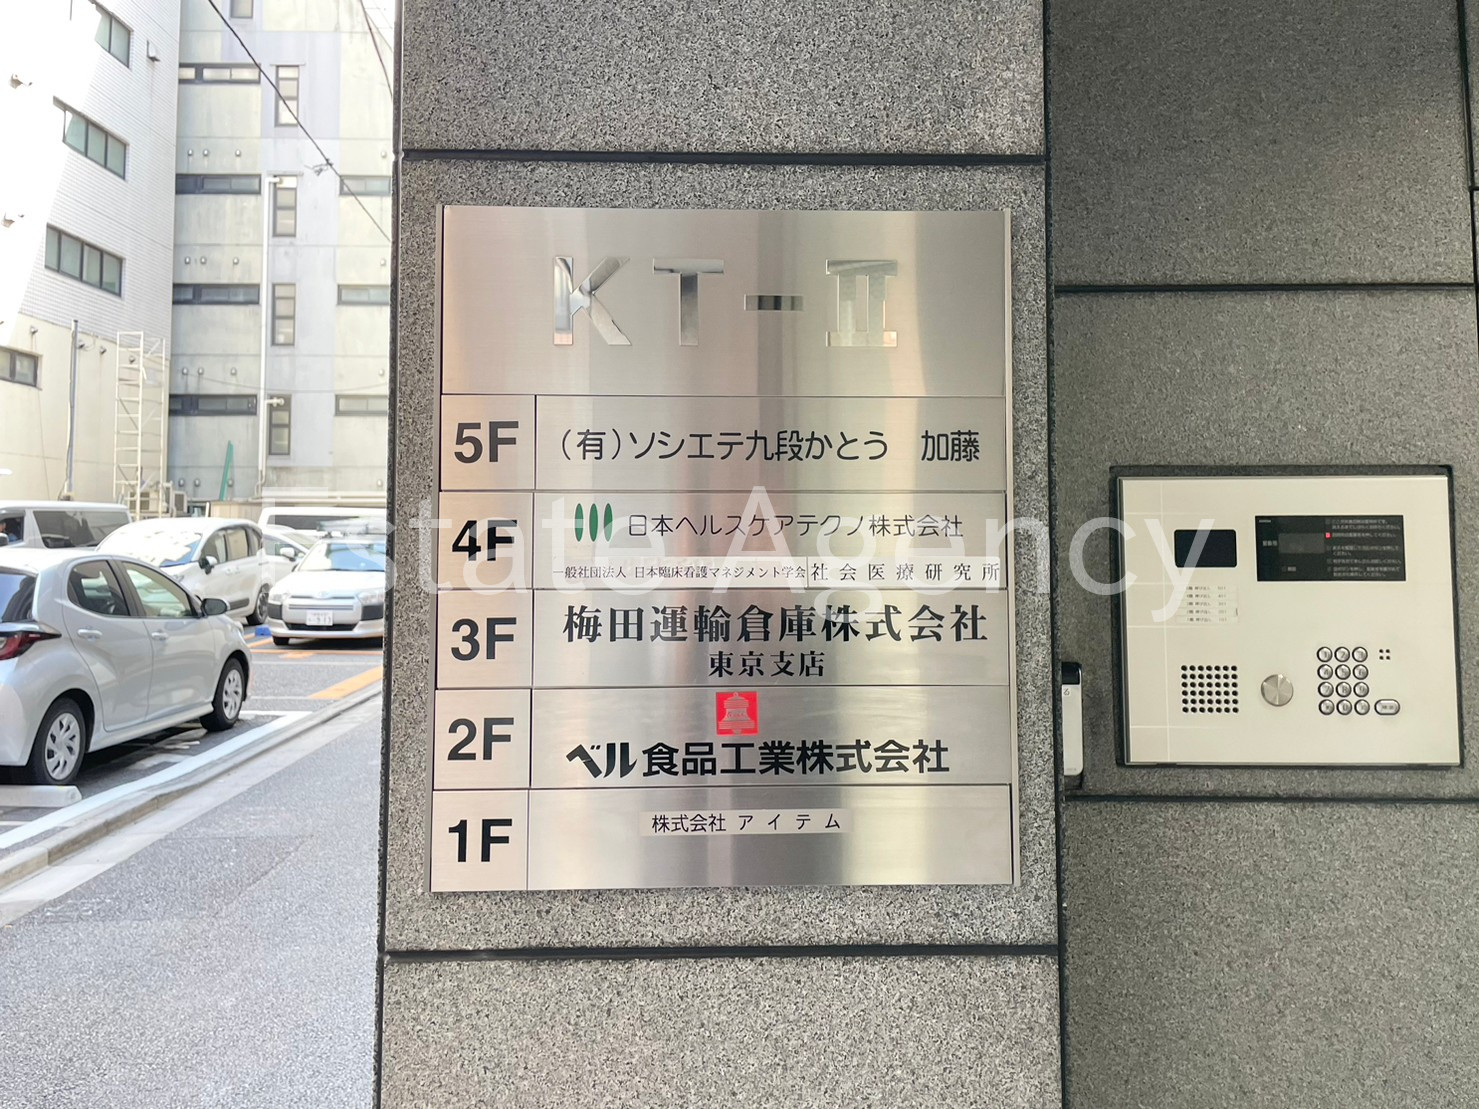 KT-Ⅲ
5F (有)ソシエテ九段かとう 加藤
4F 日本ヘルスケアテクノ株式会社
一般社団法人 日本臨床看護マネジメント学会 社会医療研究所
3F 梅田運輸倉庫株式会社
東京支店
2F ベル食品工業株式会社
1F 株式会社 アイテム
Estate Agency